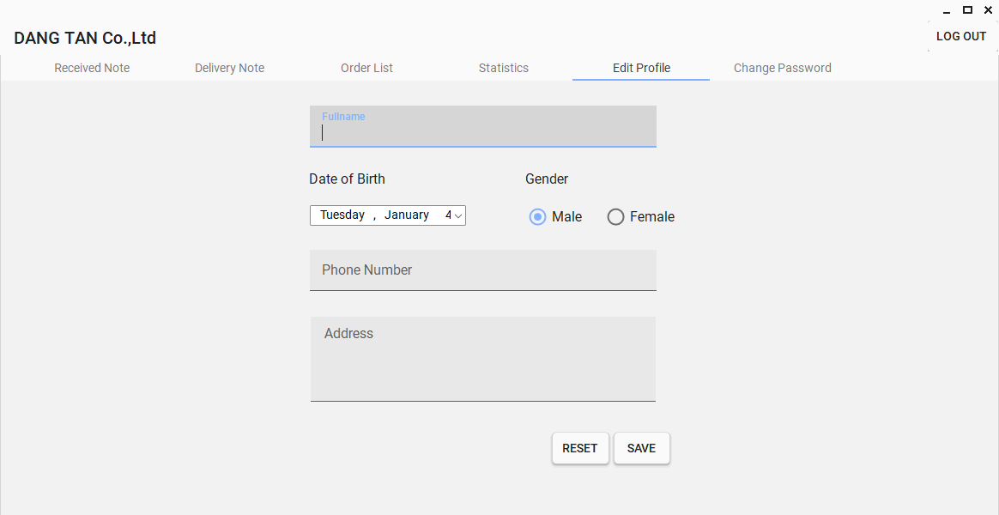 DANG TAN Co.,Ltd
LOG OUT
Received Note Delivery Note Order List Statistics Edit Profile Change Password
Fullname
Date of Birth Gender
Tuesday , January 4 Male Female
Phone Number
Address
RESET SAVE